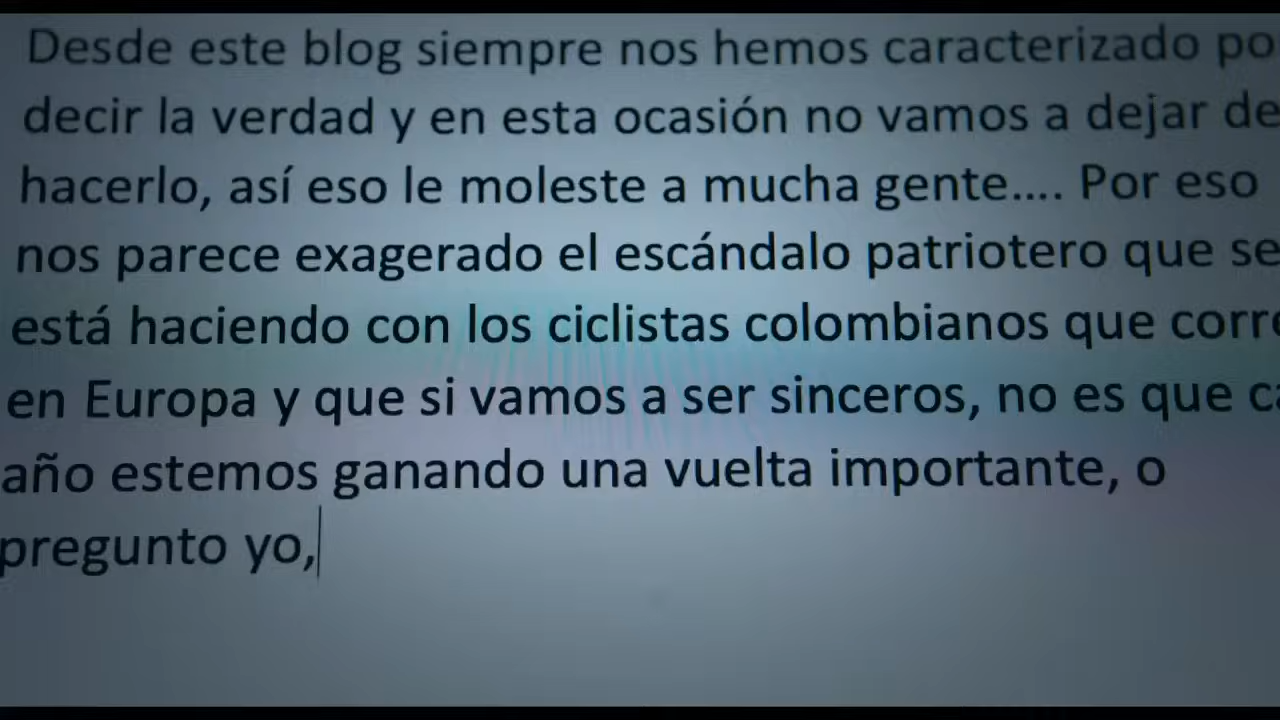 Desde este blog siempre nos hemos caracterizado po
decir la verdad y en esta ocasión no vamos a dejar de
hacerlo, así eso le moleste a mucha gente.... Por eso
nos parece exagerado el escándalo patriotero que se
está haciendo con los ciclistas colombianos que corr
en Europa y que si vamos a ser sinceros, no es que
año estemos ganando una vuelta importante, o
pregunto yo,